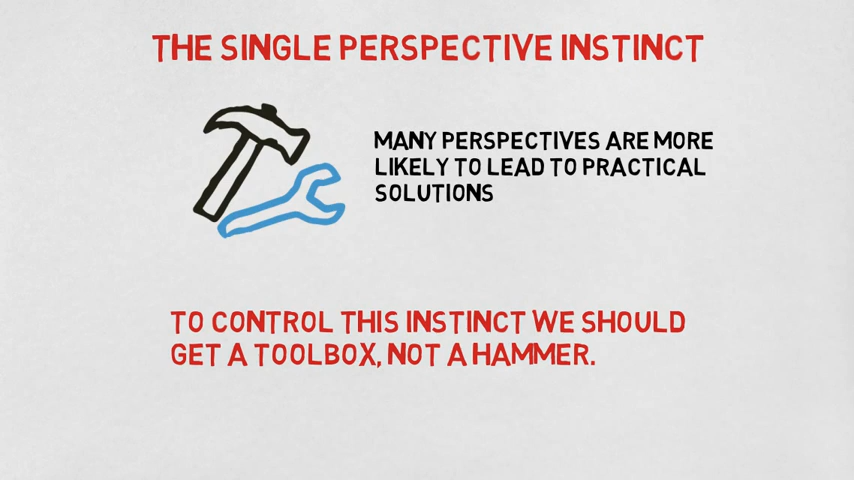 THE SINGLE PERSPECTIVE INSTINCT
MANY PERSPECTIVES ARE MORE
LIKELY TO LEAD TO PRACTICAL
SOLUTIONS
TO CONTROL THIS INSTINCT WE SHOULD
GET A TOOLBOX, NOT A HAMMER.